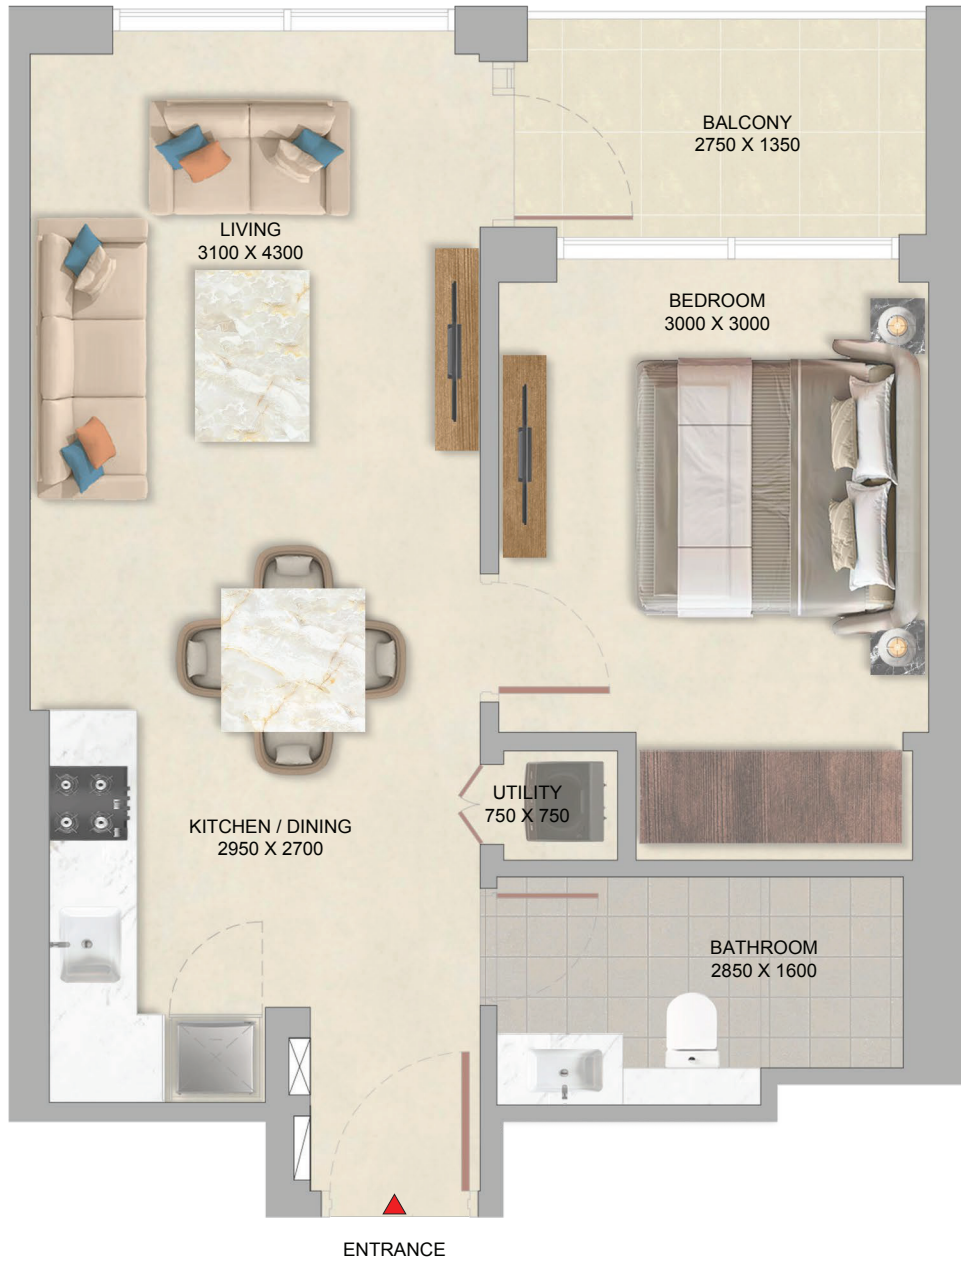 BALCONY
2750 X 1350
LIVING
3100 X 4300
BEDROOM
3000 X 3000
UTILITY
750 X 750
KITCHEN / DINING
2950 X 2700
BATHROOM
2850 X 1600
ENTRANCE